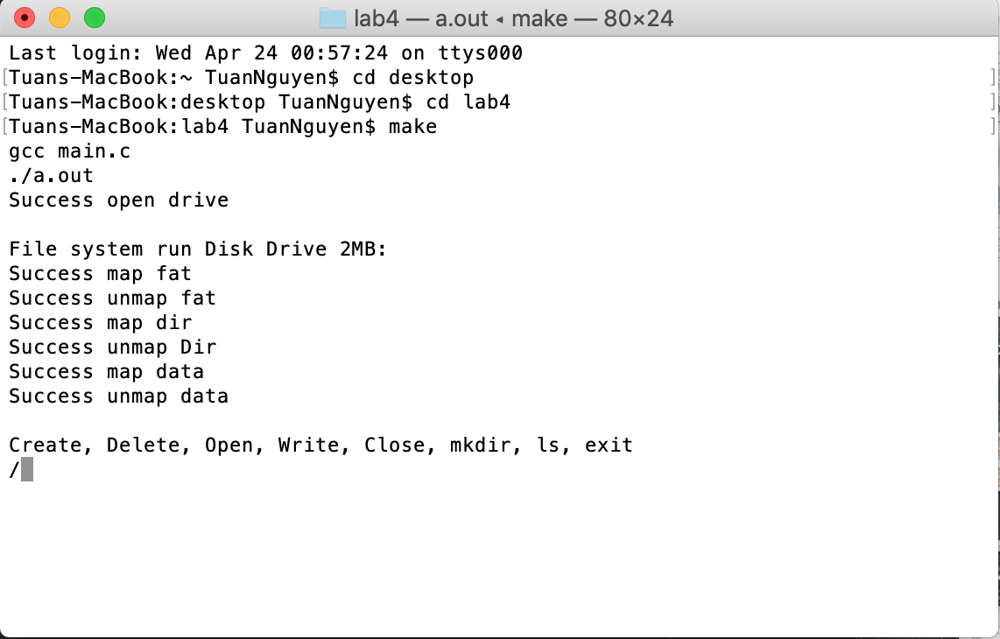 lab4 — a.out ◂ make — 80×24
Last login: Wed Apr 24 00:57:24 on ttys000
[Tuans-MacBook:~ TuanNguyen$ cd desktop ]
[Tuans-MacBook:desktop TuanNguyen$ cd lab4 ]
[Tuans-MacBook:lab4 TuanNguyen$ make ]
gcc main.c
./a.out
Success open drive
File system run Disk Drive 2MB:
Success map fat
Success unmap fat
Success map dir
Success unmap Dir
Success map data
Success unmap data
Create, Delete, Open, Write, Close, mkdir, ls, exit
/